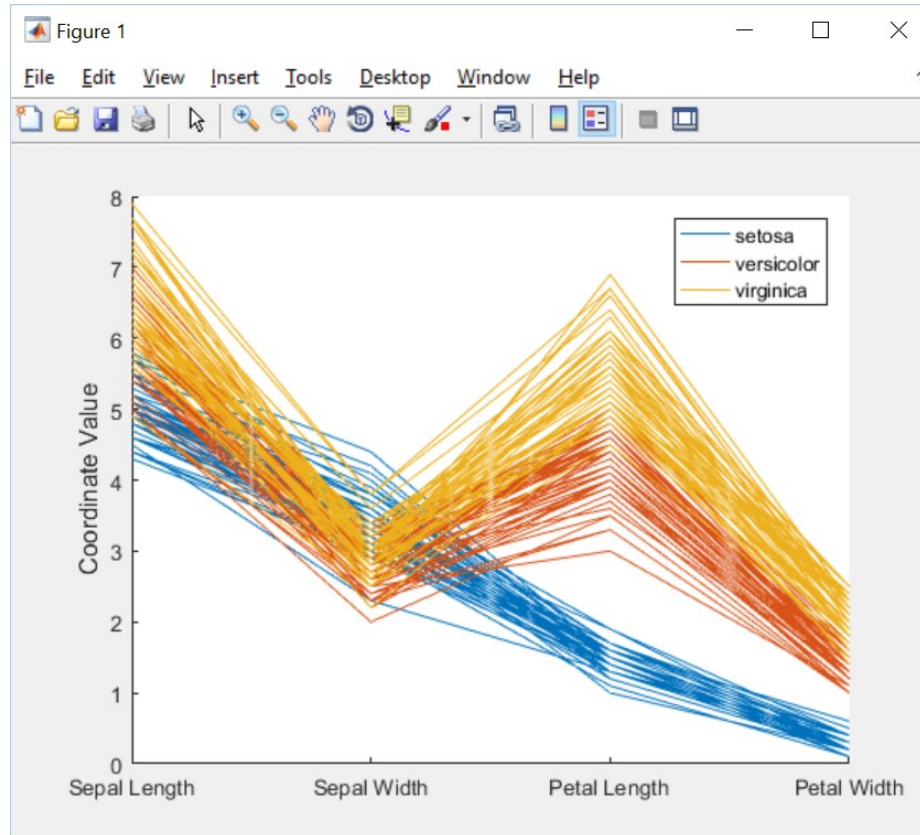 Figure 1
File Edit View Insert Tools Desktop Window Help
8
7
6
5
4
3
2
1
0
Coordinate Value
setosa
versicolor
virginica
Sepal Length Sepal Width Petal Length Petal Width